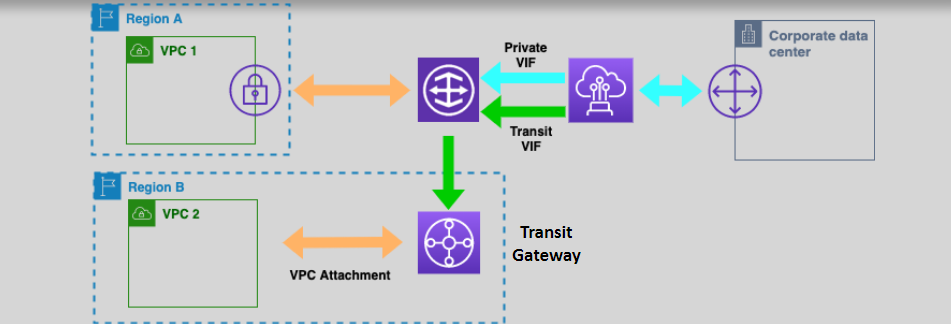 Region A
VPC 1
Private
VIF
Corporate data
center
Transit
VIF
Region B
VPC 2
VPC Attachment
Transit
Gateway